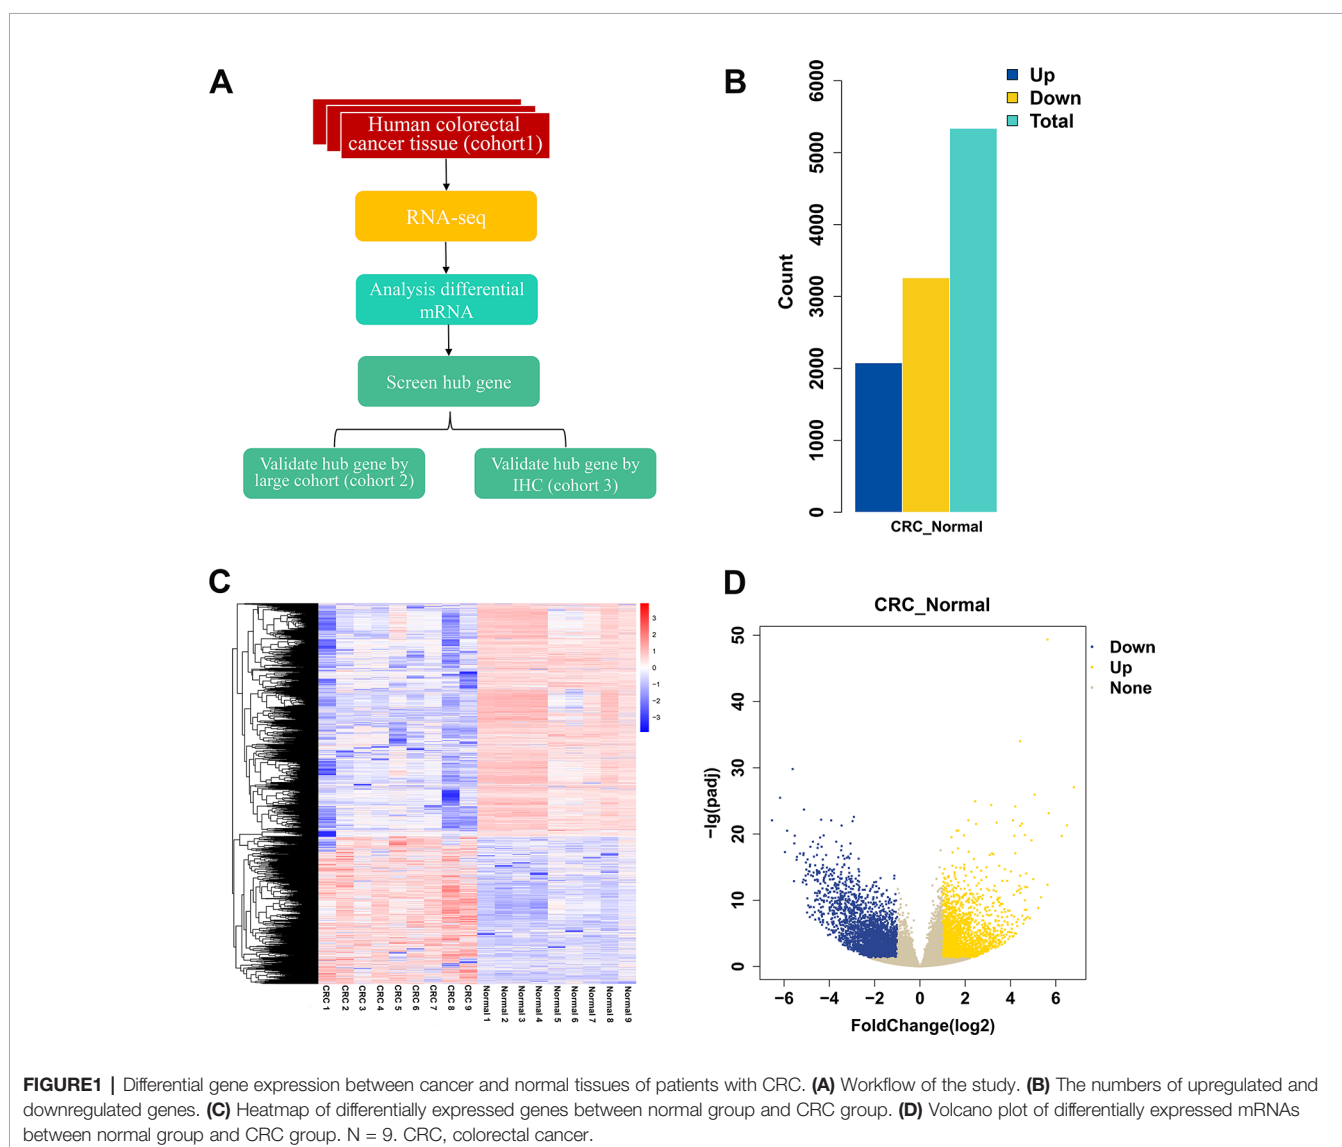 A
Human colorectal
cancer tissue (cohort1)
RNA-seq
Analysis differential
mRNA
Screen hub gene
Validate hub gene by
large cohort (cohort 2)
Validate hub gene by
IHC (cohort 3)
B
Up
Down
Total
Count
6000
5000
4000
3000
2000
1000
0
CRC_Normal
C
3
2
1
0
−1
−2
−3
CRC 1
CRC 2
CRC 3
CRC 4
CRC 5
CRC 6
CRC 7
CRC 8
CRC 9
Normal 1
Normal 2
Normal 3
Normal 4
Normal 5
Normal 6
Normal 7
Normal 8
Normal 9
D
CRC_Normal
Down
Up
None
−lg(padj)
50
40
30
20
10
0
−6 −4 −2 0 2 4 6
FoldChange(log2)
FIGURE1 | Differential gene expression between cancer and normal tissues of patients with CRC. (A) Workflow of the study. (B) The numbers of upregulated and
downregulated genes. (C) Heatmap of differentially expressed genes between normal group and CRC group. (D) Volcano plot of differentially expressed mRNAs
between normal group and CRC group. N = 9. CRC, colorectal cancer.